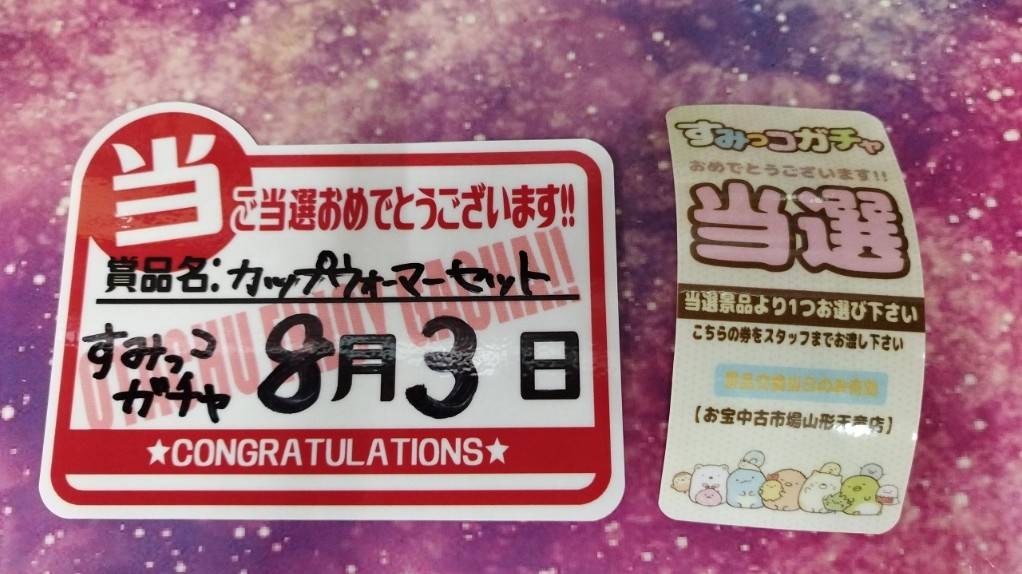 当
ご当選おめでとうございます!!
賞品名:カップウォーマーセット
すみっコ
ガチャ
8月3日
★CONGRATULATIONS★
すみっコガチャ
おめでとうございます!!
当選
当選景品より1つお選び下さい
こちらの券をスタッフまでお渡し下さい
【お宝中古市場山形天童店】